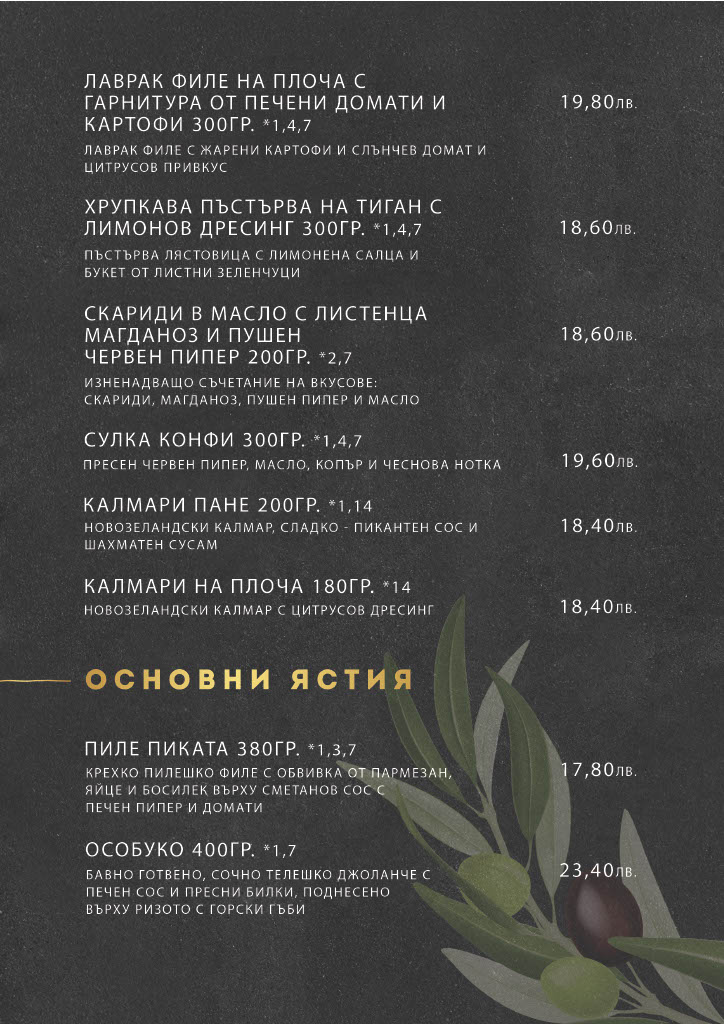 ЛАВРАК ФИЛЕ НА ПЛОЧА С
ГАРНИТУРА ОТ ПЕЧЕНИ ДОМАТИ И
КАРТОФИ 300ГР. *1,4,7
19,80лв.
ЛАВРАК ФИЛЕ С ЖАРЕНИ КАРТОФИ И СЛЪНЧЕВ ДОМАТ И
ЦИТРУСОВ ПРИВКУС
ХРУПКАВА ПЪСТЪРВА НА ТИГАН С
ЛИМОНОВ ДРЕСИНГ 300ГР. *1,4,7
18,60лв.
ПЪСТЪРВА ЛЯСТОВИЦА С ЛИМОНЕНА САЛЦА И
БУКЕТ ОТ ЛИСТНИ ЗЕЛЕНЧУЦИ
СКАРИДИ В МАСЛО С ЛИСТЕНЦА
МАГДАНОЗ И ПУШЕН
ЧЕРВЕН ПИПЕР 200ГР. *2,7
18,60лв.
ИЗНЕНАДВАЩО СЪЧЕТАНИЕ НА ВКУСОВЕ:
СКАРИДИ, МАГДАНОЗ, ПУШЕН ПИПЕР И МАСЛО
СУЛКА КОНФИ 300ГР. *1,4,7
ПРЕСЕН ЧЕРВЕН ПИПЕР, МАСЛО, КОПЪР И ЧЕСНОВА НОТКА
19,60лв.
КАЛМАРИ ПАНЕ 200ГР. *1,14
НОВОЗЕЛАНДСКИ КАЛМАР, СЛАДКО - ПИКАНТЕН СОС И
ШАХМАТЕН СУСАМ
18,40лв.
КАЛМАРИ НА ПЛОЧА 180ГР. *14
НОВОЗЕЛАНДСКИ КАЛМАР С ЦИТРУСОВ ДРЕСИНГ
18,40лв.
ОСНОВНИ ЯСТИЯ
ПИЛЕ ПИКАТА 380ГР. *1,3,7
17,80лв.
КРЕХКО ПИЛЕШКО ФИЛЕ С ОБВИВКА ОТ ПАРМЕЗАН,
ЯЙЦЕ И БОСИЛЕК ВЪРХУ СМЕТАНОВ СОС С
ПЕЧЕН ПИПЕР И ДОМАТИ
ОСОБУКО 400ГР. *1,7
23,40лв.
БАВНО ГОТВЕНО, СОЧНО ТЕЛЕШКО ДЖОЛАНЧЕ С
ПЕЧЕН СОС И ПРЕСНИ БИЛКИ, ПОДНЕСЕНО
ВЪРХУ РИЗОТО С ГОРСКИ ГЪБИ